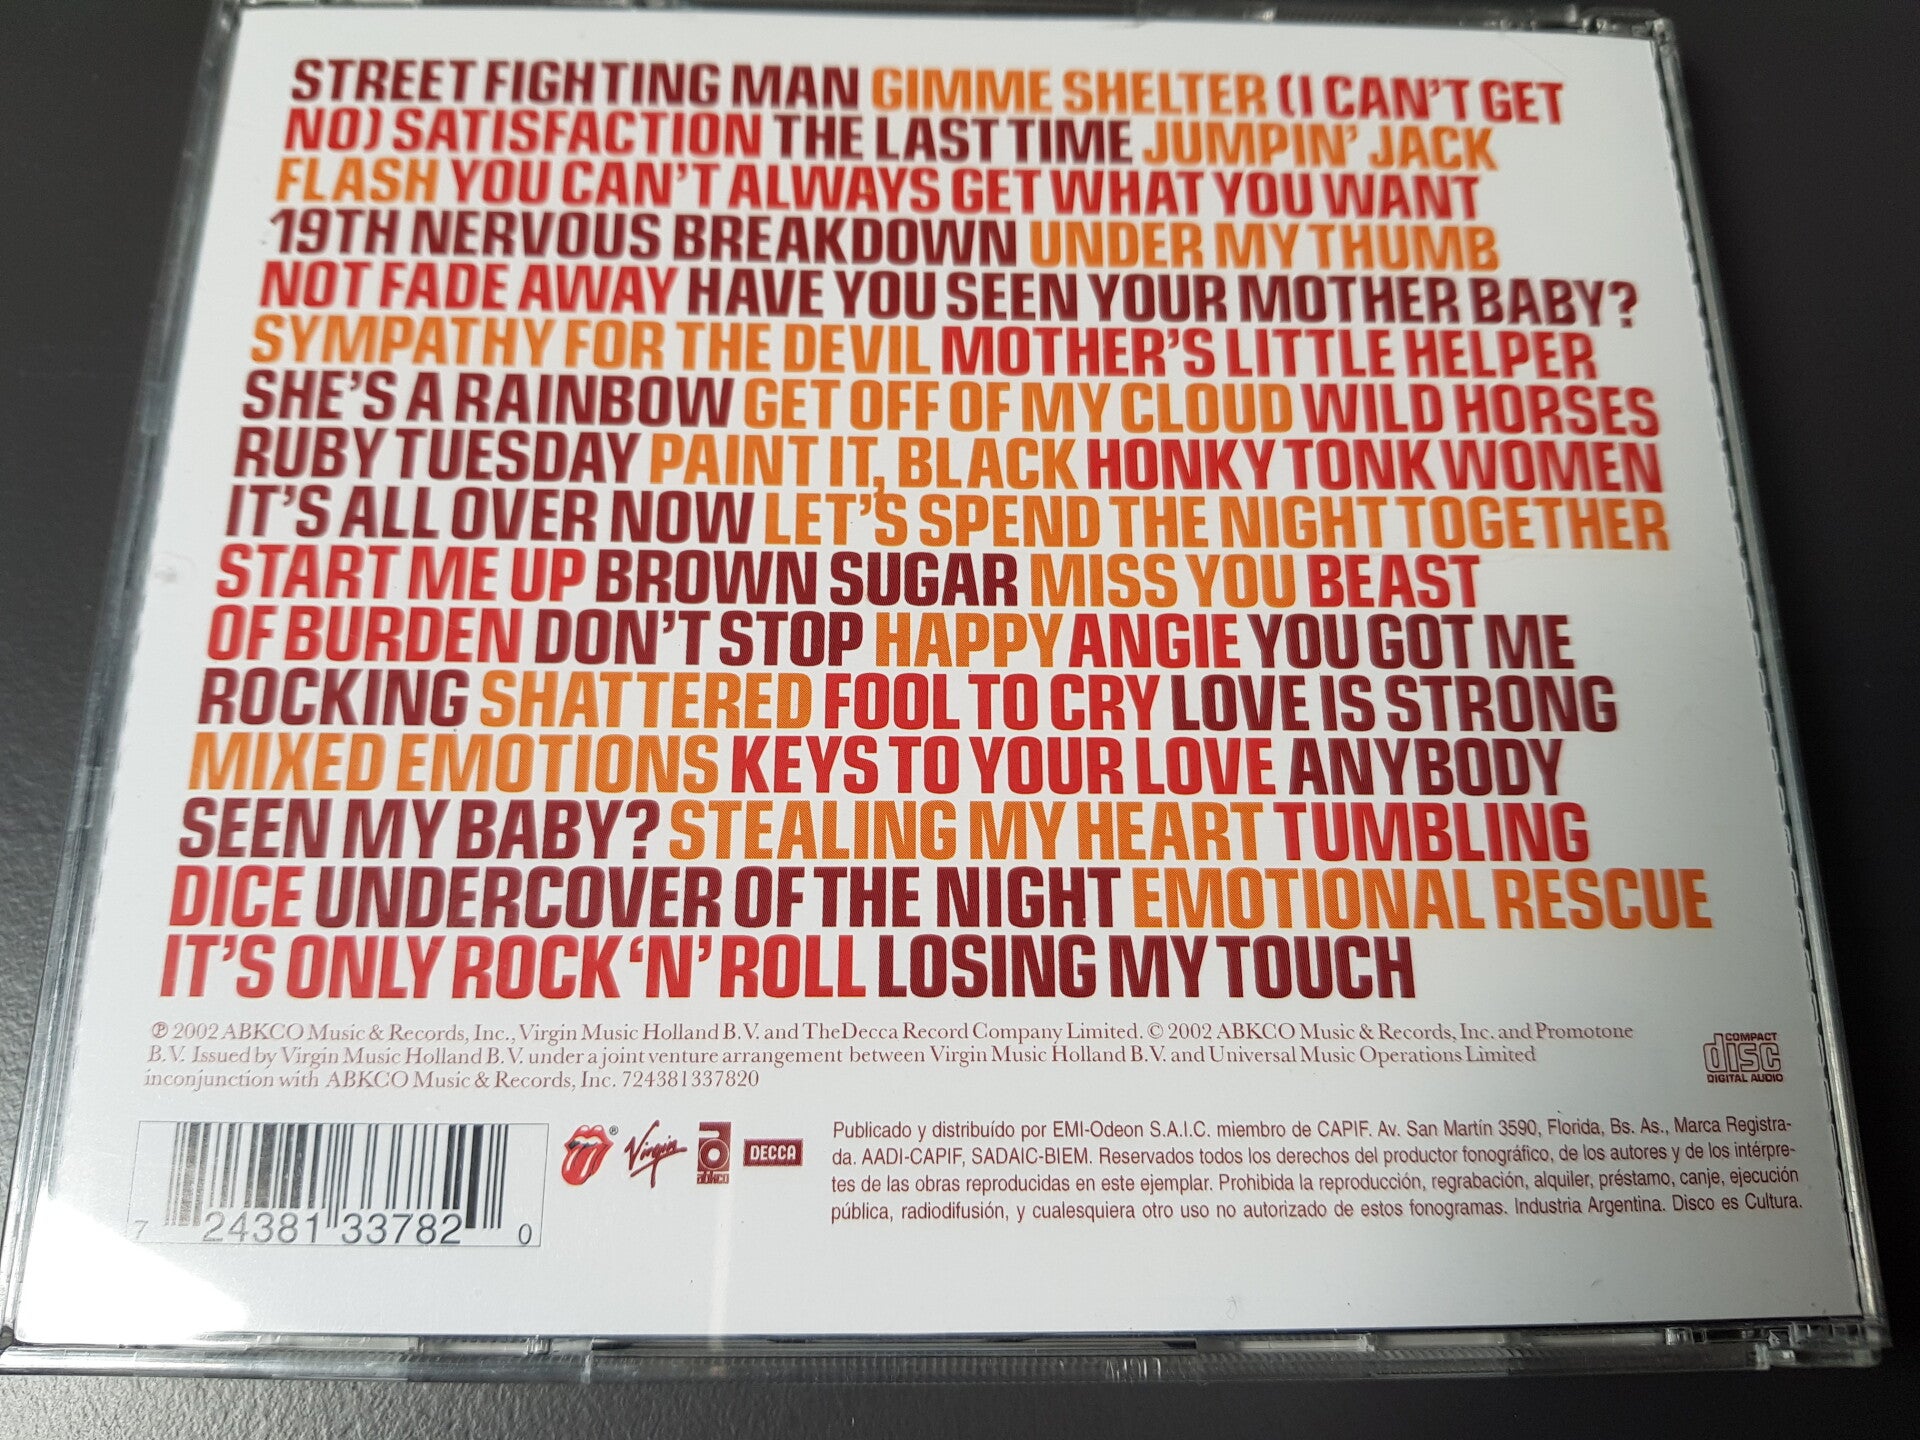 STREET FIGHTING MAN GIMME SHELTER (I CAN'T GET
NO) SATISFACTION THE LAST TIME JUMPIN' JACK
FLASH YOU CAN'T ALWAYS GET WHAT YOU WANT
19TH NERVOUS BREAKDOWN UNDER MY THUMB
NOT FADE AWAY HAVE YOU SEEN YOUR MOTHER BABY?
SYMPATHY FOR THE DEVIL MOTHER'S LITTLE HELPER
SHE'S A RAINBOW GET OFF OF MY CLOUD WILD HORSES
RUBY TUESDAY PAINT IT, BLACK HONKY TONK WOMEN
IT'S ALL OVER NOW LET'S SPEND THE NIGHT TOGETHER
START ME UP BROWN SUGAR MISS YOU BEAST
OF BURDEN DON'T STOP HAPPY ANGIE YOU GOT ME
ROCKING SHATTERED FOOL TO CRY LOVE IS STRONG
MIXED EMOTIONS KEYS TO YOUR LOVE ANYBODY
SEEN MY BABY? STEALING MY HEART TUMBLING
DICE UNDERCOVER OF THE NIGHT EMOTIONAL RESCUE
IT'S ONLY ROCK 'N' ROLL LOSING MY TOUCH
℗ 2002 ABKCO Music & Records, Inc., Virgin Music Holland B.V. and The Decca Record Company Limited. © 2002 ABKCO Music & Records, Inc. and Promotone
B.V. Issued by Virgin Music Holland B.V. under a joint venture arrangement between Virgin Music Holland B.V. and Universal Music Operations Limited
inconjunction with ABKCO Music & Records, Inc. 724381337820
COMPACT
disc
DIGITAL AUDIO
7 24381 33782 0
®
Virgin
abkco
DECCA
Publicado y distribuído por EMI-Odeon S.A.I.C. miembro de CAPIF. Av. San Martín 3590, Florida, Bs. As., Marca Registra-
da. AADI-CAPIF, SADAIC-BIEM. Reservados todos los derechos del productor fonográfico, de los autores y de los intérpre-
tes de las obras reproducidas en este ejemplar. Prohibida la reproducción, regrabación, alquiler, préstamo, canje, ejecución
pública, radiodifusión, y cualesquiera otro uso no autorizado de estos fonogramas. Industria Argentina. Disco es Cultura.